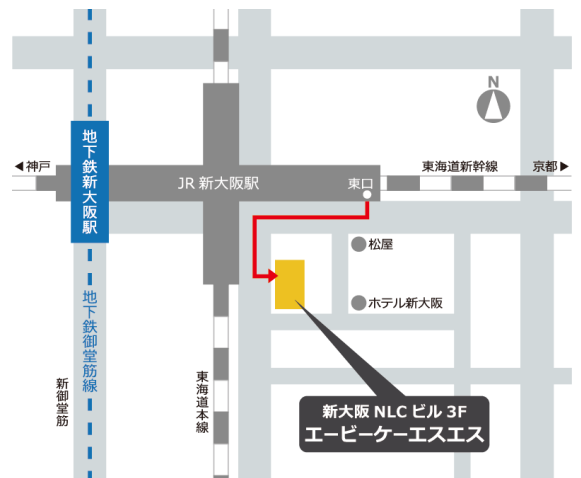 N
◀神戸
地下鉄新大阪駅
JR 新大阪駅
東口
東海道新幹線
京都▶
松屋
ホテル新大阪
地下鉄御堂筋線
新御堂筋
東海道本線
新大阪 NLC ビル 3F
エービーケーエスエス